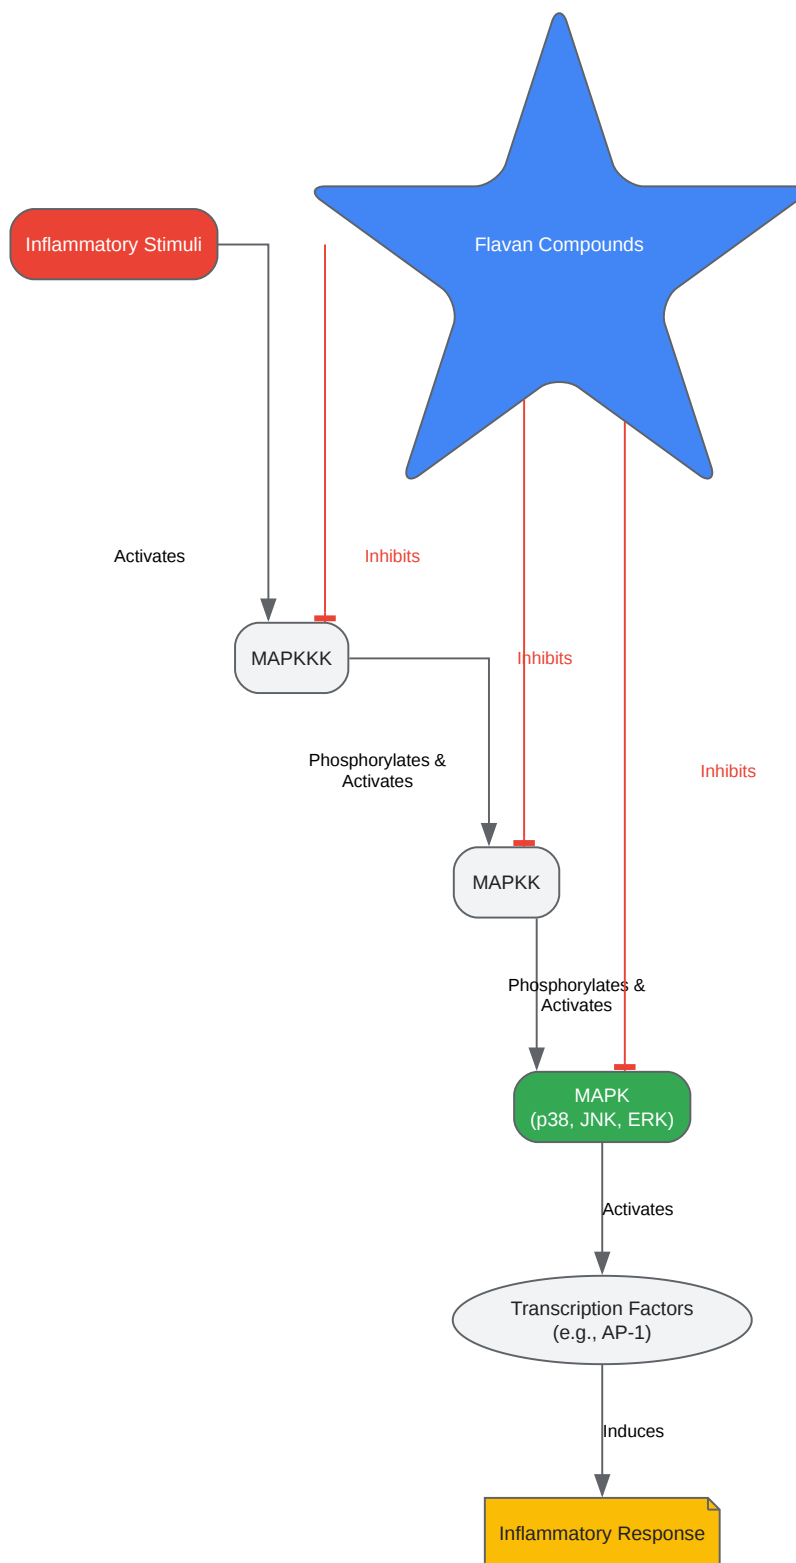 Flavan Compounds
Inflammatory Stimuli
Activates
Inhibits
MAPKKK
Inhibits
Phosphorylates &
Activates
Inhibits
MAPKK
Phosphorylates &
Activates
MAPK
(p38, JNK, ERK)
Activates
Transcription Factors
(e.g., AP-1)
Induces
Inflammatory Response